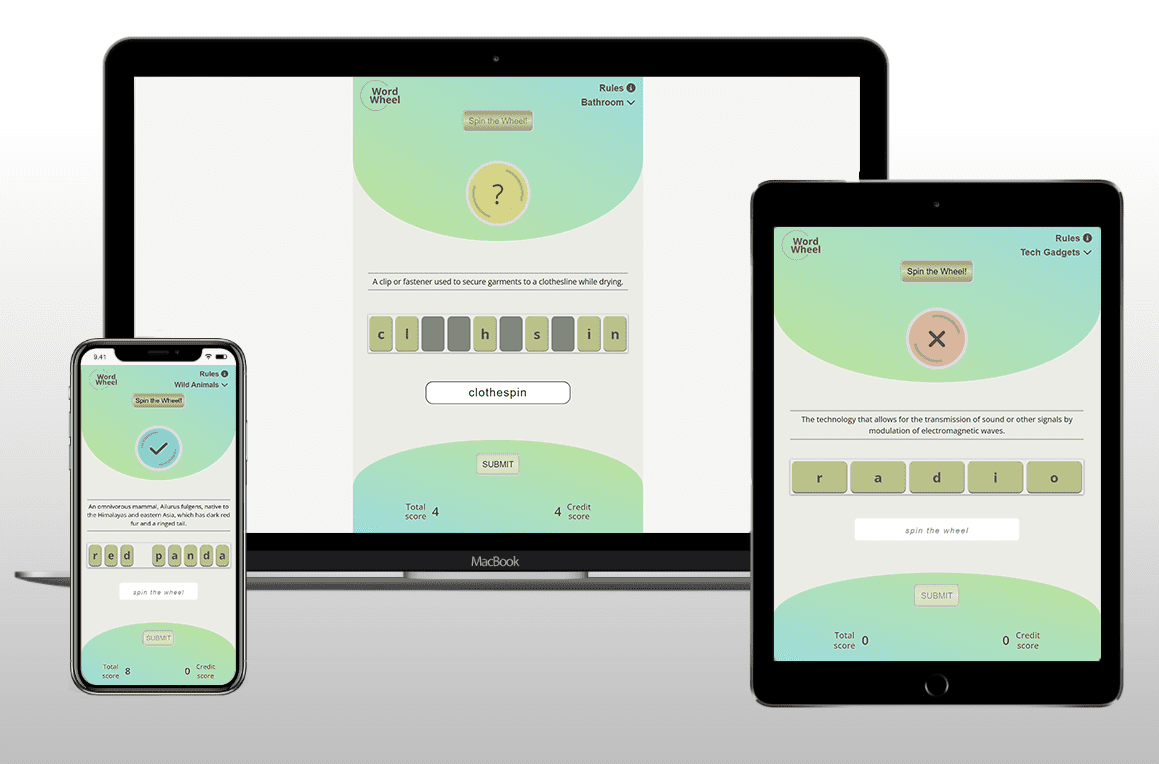 Word
Wheel
Rules i
Bathroom
Spin the Wheel!
?
A clip or fastener used to secure garments to a clothesline while drying.
c l h s i n
clothespin
SUBMIT
Total
score 4
4 Credit
score
MacBook
9.41
Word
Wheel
Rules i
Wild Animals
Spin the Wheel!
An omnivorous mammal, Ailurus fulgens, native to
the Himalayas and eastern Asia, which has dark red
fur and a ringed tail.
r e d p a n d a
spin the wheel
SUBMIT
Total
score 8
0 Credit
score
Word
Wheel
Rules i
Tech Gadgets
Spin the Wheel!
The technology that allows for the transmission of sound or other signals by
modulation of electromagnetic waves.
r a d i o
spin the wheel
SUBMIT
Total
score 0
0 Credit
score